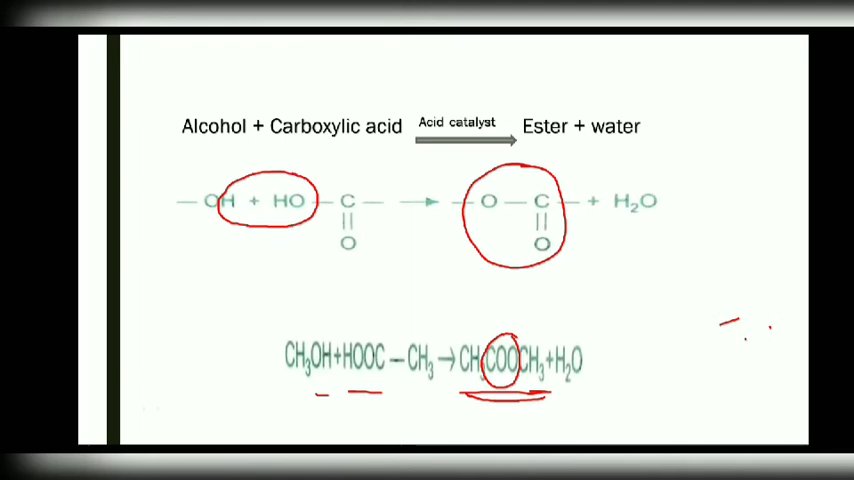 Alcohol + Carboxylic acid Acid catalyst Ester + water
— OH + HO — C — → — O — C — + H₂O
|| ||
O O
CH₃OH+HOOC – CH₃ → CH₃COOCH₃+H₂O